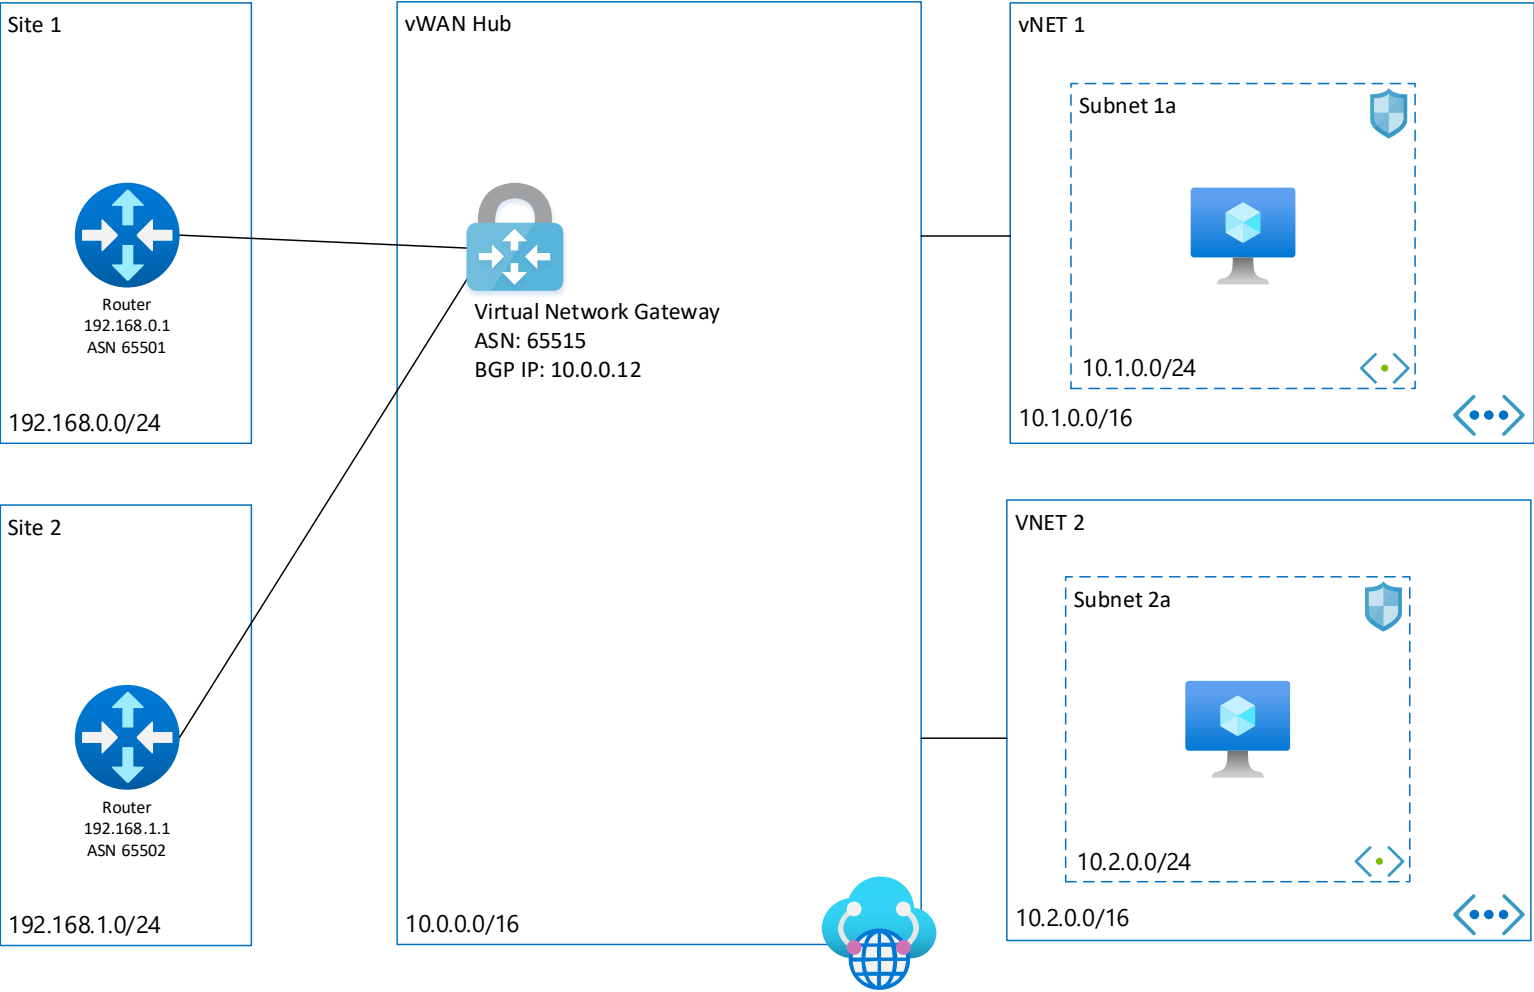 Site 1
Router
192.168.0.1
ASN 65501
192.168.0.0/24
Site 2
Router
192.168.1.1
ASN 65502
192.168.1.0/24
vWAN Hub
Virtual Network Gateway
ASN: 65515
BGP IP: 10.0.0.12
10.0.0.0/16
vNET 1
Subnet 1a
10.1.0.0/24
10.1.0.0/16
VNET 2
Subnet 2a
10.2.0.0/24
10.2.0.0/16